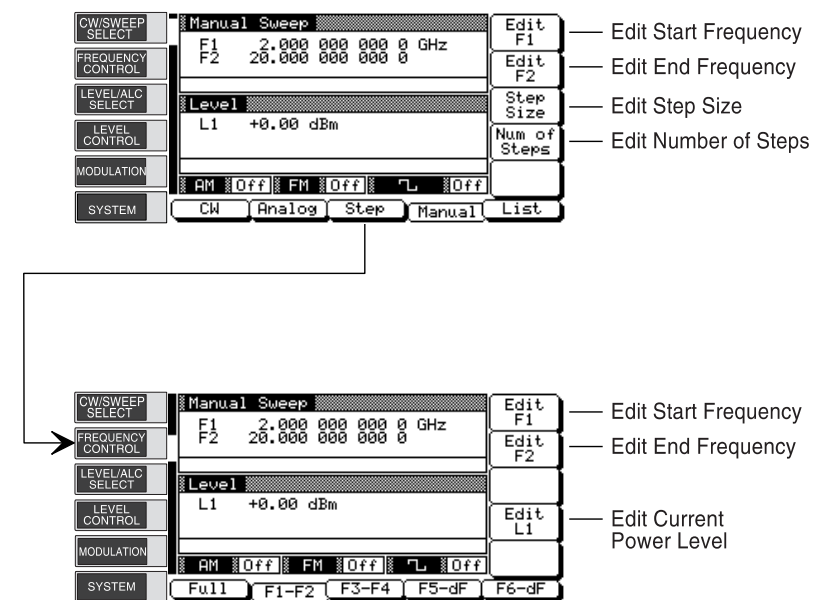 CW/SWEEP
SELECT
FREQUENCY
CONTROL
LEVEL/ALC
SELECT
LEVEL
CONTROL
MODULATION
SYSTEM
Manual Sweep
F1 2.000 000 000 0 GHz
F2 20.000 000 000 0
Level
L1 +0.00 dBm
AM Off FM Off Off
CW Analog Step Manual List
Edit
F1
Edit
F2
Step
Size
Num of
Steps
Edit Start Frequency
Edit End Frequency
Edit Step Size
Edit Number of Steps
CW/SWEEP
SELECT
FREQUENCY
CONTROL
LEVEL/ALC
SELECT
LEVEL
CONTROL
MODULATION
SYSTEM
Manual Sweep
F1 2.000 000 000 0 GHz
F2 20.000 000 000 0
Level
L1 +0.00 dBm
AM Off FM Off Off
Full F1-F2 F3-F4 F5-dF F6-dF
Edit
F1
Edit
F2
Edit
L1
Edit Start Frequency
Edit End Frequency
Edit Current
Power Level